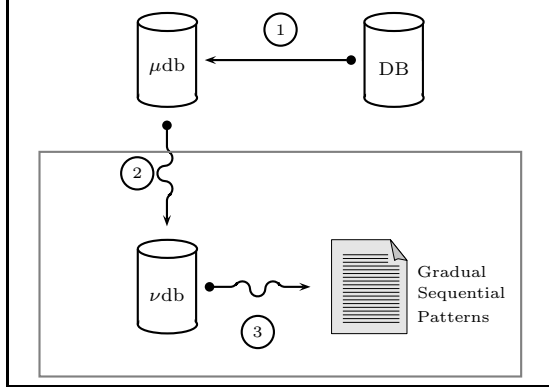 1
μdb
DB
2
νdb
Gradual
Sequential
Patterns
3